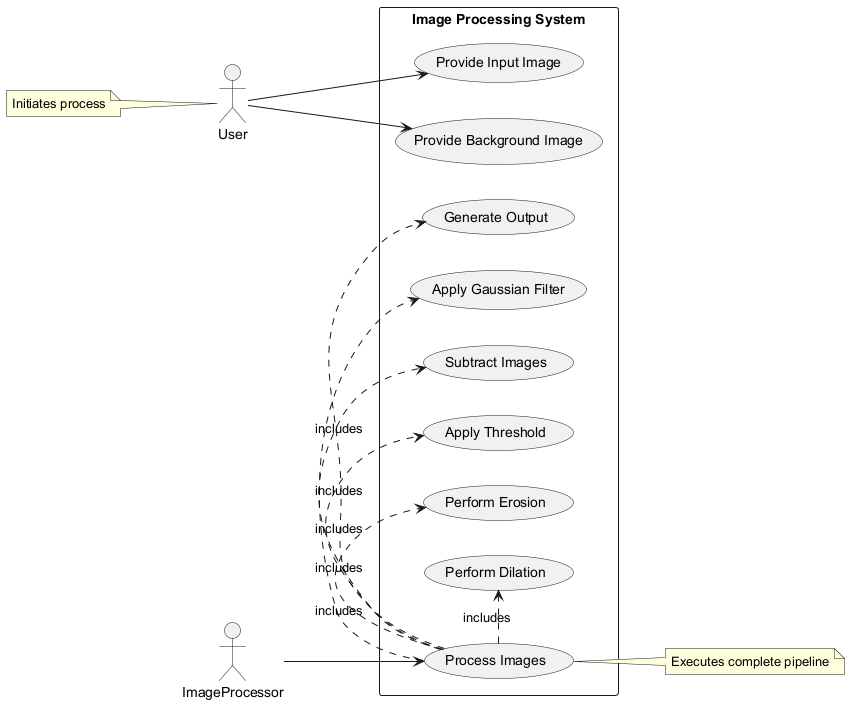 Image Processing System
Provide Input Image
Initiates process
User
Provide Background Image
Generate Output
Apply Gaussian Filter
Subtract Images
includes
Apply Threshold
includes
Perform Erosion
includes
includes
Perform Dilation
includes
includes
Process Images
Executes complete pipeline
ImageProcessor